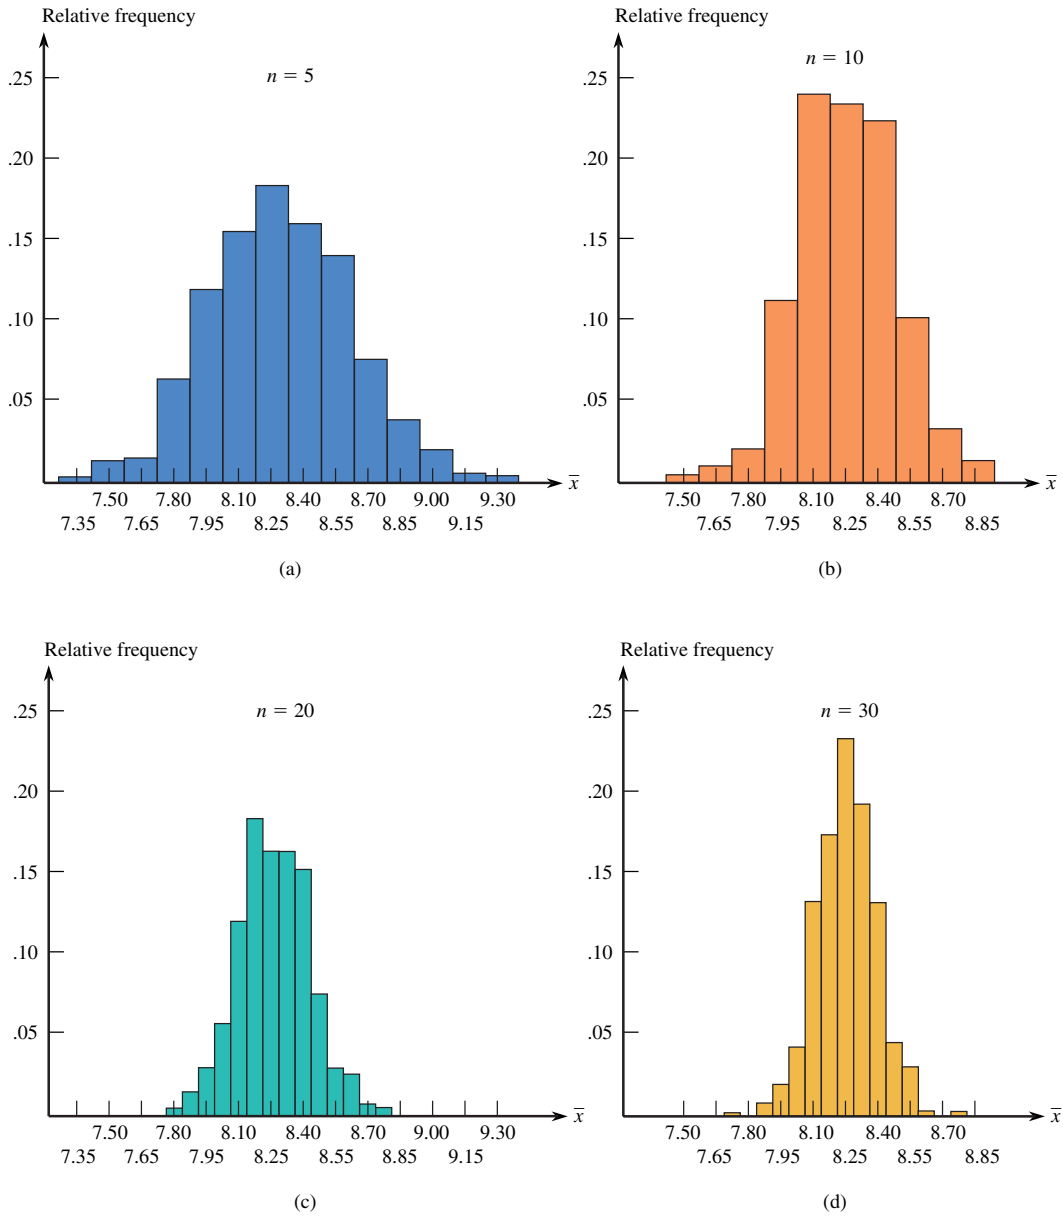 Relative frequency
n = 5
.25
.20
.15
.10
.05
x̅
7.50 7.80 8.10 8.40 8.70 9.00 9.30
7.35 7.65 7.95 8.25 8.55 8.85 9.15
(a)
Relative frequency
n = 10
.25
.20
.15
.10
.05
x̅
7.50 7.80 8.10 8.40 8.70
7.65 7.95 8.25 8.55 8.85
(b)
Relative frequency
n = 20
.25
.20
.15
.10
.05
x̅
7.50 7.80 8.10 8.40 8.70 9.00 9.30
7.35 7.65 7.95 8.25 8.55 8.85 9.15
(c)
Relative frequency
n = 30
.25
.20
.15
.10
.05
x̅
7.50 7.80 8.10 8.40 8.70
7.65 7.95 8.25 8.55 8.85
(d)